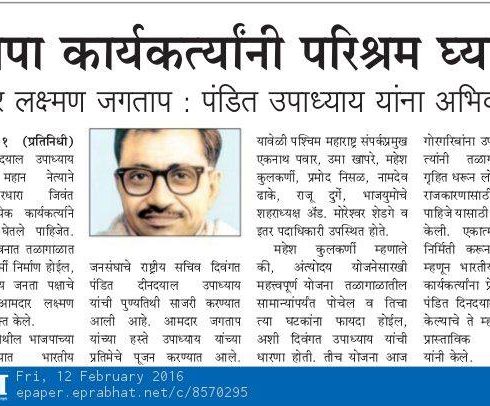 पा कार्यकर्त्यांनी परिश्रम घ्या
र लक्ष्मण जगताप : पंडित उपाध्याय यांना अभिव
१ (प्रतिनिधी)
नदयाल उपाध्याय
महान नेत्याने
रधारा जिवंत
येक कार्यकर्त्याने
घेतले पाहिजेत.
वनात तळागाळात
र्मी निर्माण होईल,
य जनता पक्षाचे
आमदार लक्ष्मण
स्त केले.
थील भाजपाच्या
यात भारतीय
जनसंघाचे राष्ट्रीय सचिव दिवंगत
पंडित दीनदयाल उपाध्याय
यांची पुण्यतिथी साजरी करण्यात
आली आहे. आमदार जगताप
यांच्या हस्ते उपाध्याय यांच्या
प्रतिमेचे पूजन करण्यात आले.
यावेळी पश्चिम महाराष्ट्र संपर्कप्रमुख
एकनाथ पवार, उमा खापरे, महेश
कुलकर्णी, प्रमोद निसळ, नामदेव
ढाके, राजू दुर्गे, भाजयुमोचे
शहराध्यक्ष अ‍ॅड. मोरेश्वर शेडगे व
इतर पदाधिकारी उपस्थित होते.
महेश कुलकर्णी म्हणाले
की, अंत्योदय योजनेसारखी
महत्त्वपूर्ण योजना तळागाळातील
सामान्यांपर्यंत पोचेल व तिचा
त्या घटकांना फायदा होईल,
अशी दिवंगत उपाध्याय यांची
धारणा होती. तीच योजना आज
गोरगरिबांना उप
त्यांनी तळाग
गृहित धरून लो
राजकारणासाठी
पाहिजे यासाठी
केली. एकात्म
निर्मिती करून
म्हणून भारतीय
कार्यकर्त्यांना प्रे
पंडित दिनदया
केल्याचे ते म्ह
प्रास्ताविक
यांनी केले.
Fri, 12 February 2016
epaper.eprabhat.net/c/8570295